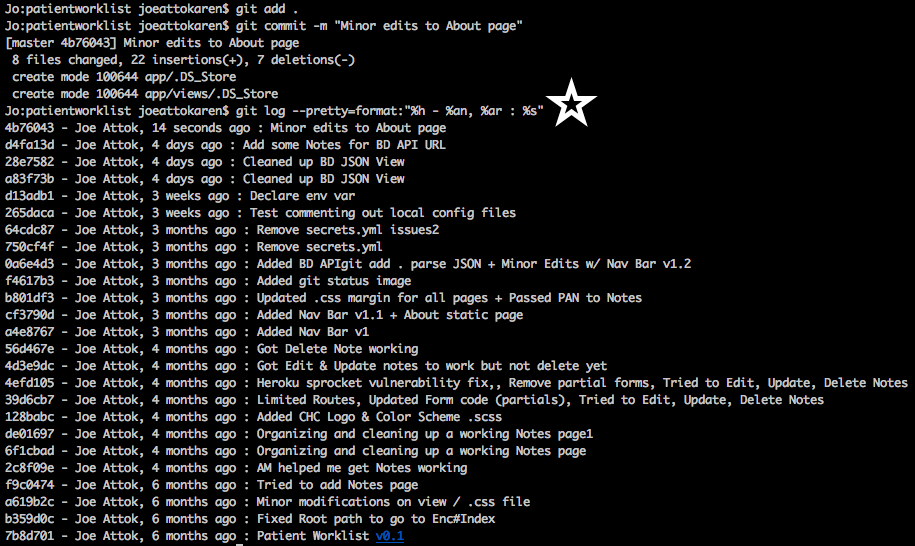 Jo:patientworklist joeattokaren$ git add .
Jo:patientworklist joeattokaren$ git commit -m "Minor edits to About page"
[master 4b76043] Minor edits to About page
 8 files changed, 22 insertions(+), 7 deletions(-)
 create mode 100644 app/.DS_Store
 create mode 100644 app/views/.DS_Store
Jo:patientworklist joeattokaren$ git log --pretty=format:"%h - %an, %ar : %s"
4b76043 - Joe Attok, 14 seconds ago : Minor edits to About page
d4fa13d - Joe Attok, 4 days ago : Add some Notes for BD API URL
28e7582 - Joe Attok, 4 days ago : Cleaned up BD JSON View
a83f73b - Joe Attok, 4 days ago : Cleaned up BD JSON View
d13adb1 - Joe Attok, 3 weeks ago : Declare env var
265daca - Joe Attok, 3 weeks ago : Test commenting out local config files
64cdc87 - Joe Attok, 3 months ago : Remove secrets.yml issues2
750cf4f - Joe Attok, 3 months ago : Remove secrets.yml
0a6e4d3 - Joe Attok, 3 months ago : Added BD APIgit add . parse JSON + Minor Edits w/ Nav Bar v1.2
f4617b3 - Joe Attok, 3 months ago : Added git status image
b801df3 - Joe Attok, 3 months ago : Updated .css margin for all pages + Passed PAN to Notes
cf3790d - Joe Attok, 3 months ago : Added Nav Bar v1.1 + About static page
a4e8767 - Joe Attok, 3 months ago : Added Nav Bar v1
56d467e - Joe Attok, 4 months ago : Got Delete Note working
4d3e9dc - Joe Attok, 4 months ago : Got Edit & Update notes to work but not delete yet
4efd105 - Joe Attok, 4 months ago : Heroku sprocket vulnerability fix,, Remove partial forms, Tried to Edit, Update, Delete Notes
39d6cb7 - Joe Attok, 4 months ago : Limited Routes, Updated Form code (partials), Tried to Edit, Update, Delete Notes
128babc - Joe Attok, 4 months ago : Added CHC Logo & Color Scheme .scss
de01697 - Joe Attok, 4 months ago : Organizing and cleaning up a working Notes page1
6f1cbad - Joe Attok, 4 months ago : Organizing and cleaning up a working Notes page
2c8f09e - Joe Attok, 4 months ago : AM helped me get Notes working
f9c0474 - Joe Attok, 6 months ago : Tried to add Notes page
a619b2c - Joe Attok, 6 months ago : Minor modifications on view / .css file
b359d0c - Joe Attok, 6 months ago : Fixed Root path to go to Enc#Index
7b8d701 - Joe Attok, 6 months ago : Patient Worklist v0.1